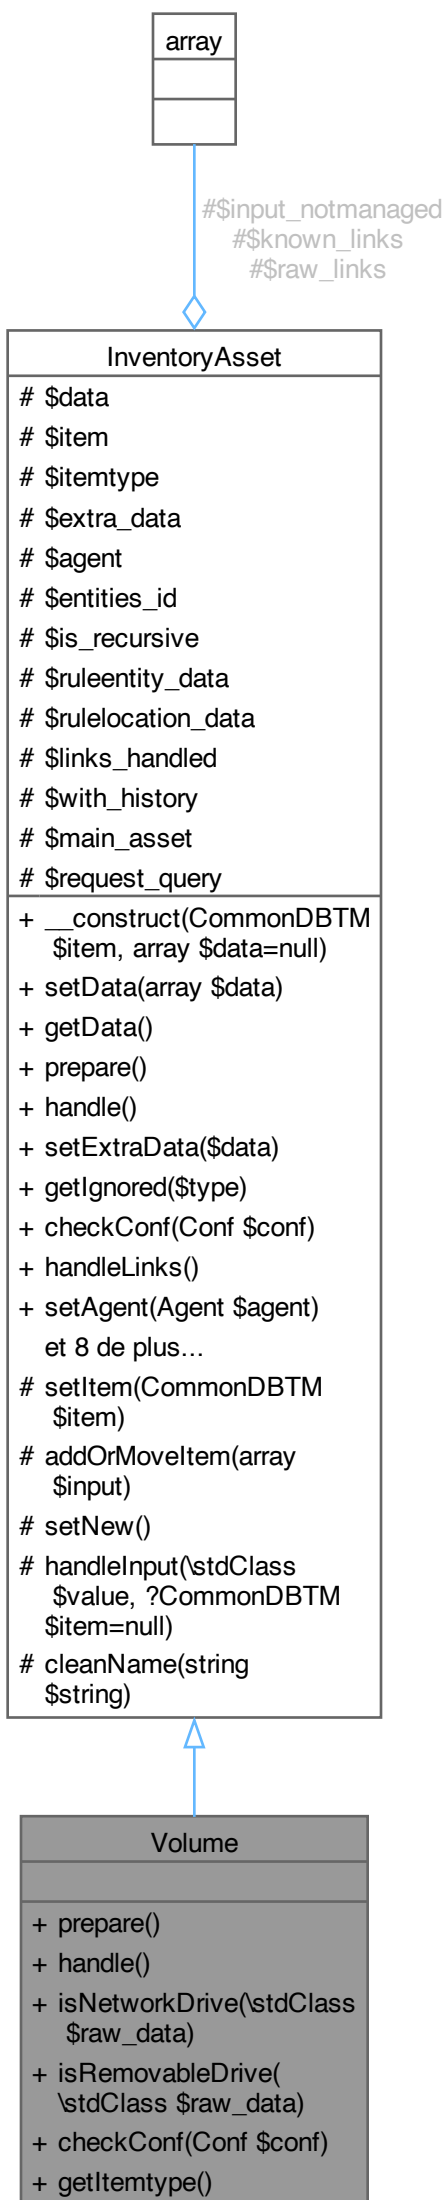 array
#$input_notmanaged
#$known_links
#$raw_links
InventoryAsset
# $data
# $item
# $itemtype
# $extra_data
# $agent
# $entities_id
# $is_recursive
# $ruleentity_data
# $rulelocation_data
# $links_handled
# $with_history
# $main_asset
# $request_query
+ __construct(CommonDBTM
$item, array $data=null)
+ setData(array $data)
+ getData()
+ prepare()
+ handle()
+ setExtraData($data)
+ getIgnored($type)
+ checkConf(Conf $conf)
+ handleLinks()
+ setAgent(Agent $agent)
et 8 de plus...
# setItem(CommonDBTM
$item)
# addOrMoveItem(array
$input)
# setNew()
# handleInput(\stdClass
$value, ?CommonDBTM
$item=null)
# cleanName(string
$string)
Volume
+ prepare()
+ handle()
+ isNetworkDrive(\stdClass
$raw_data)
+ isRemovableDrive(
\stdClass $raw_data)
+ checkConf(Conf $conf)
+ getItemtype()